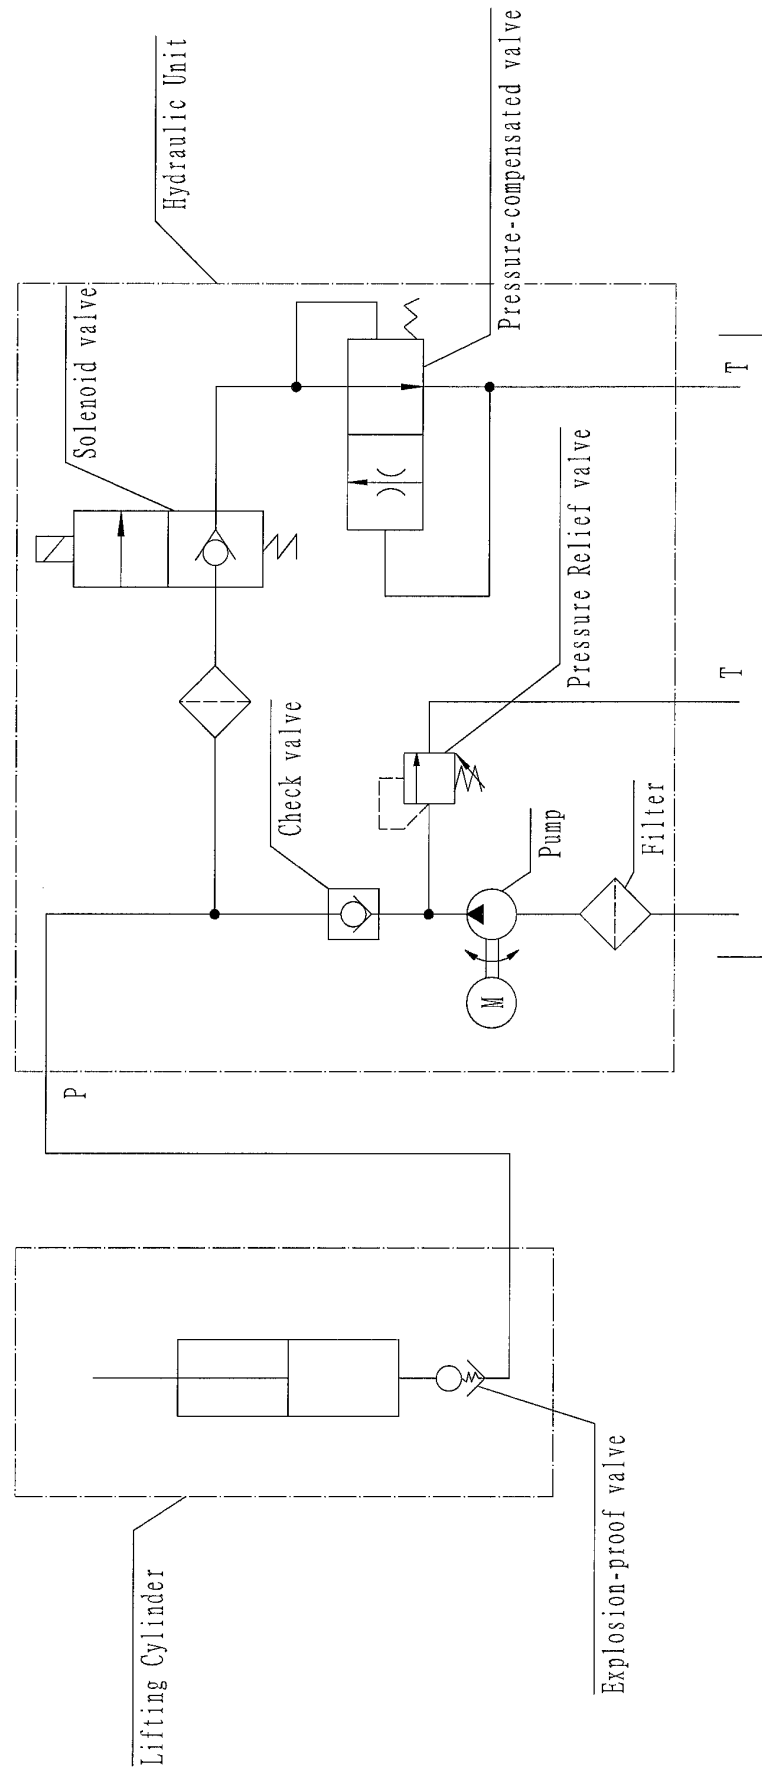 Lifting Cylinder
Explosion-proof valve
P
Hydraulic Unit
Solenoid valve
Pressure-compensated valve
Check valve
Pressure Relief valve
Pump
Filter
M
T
T